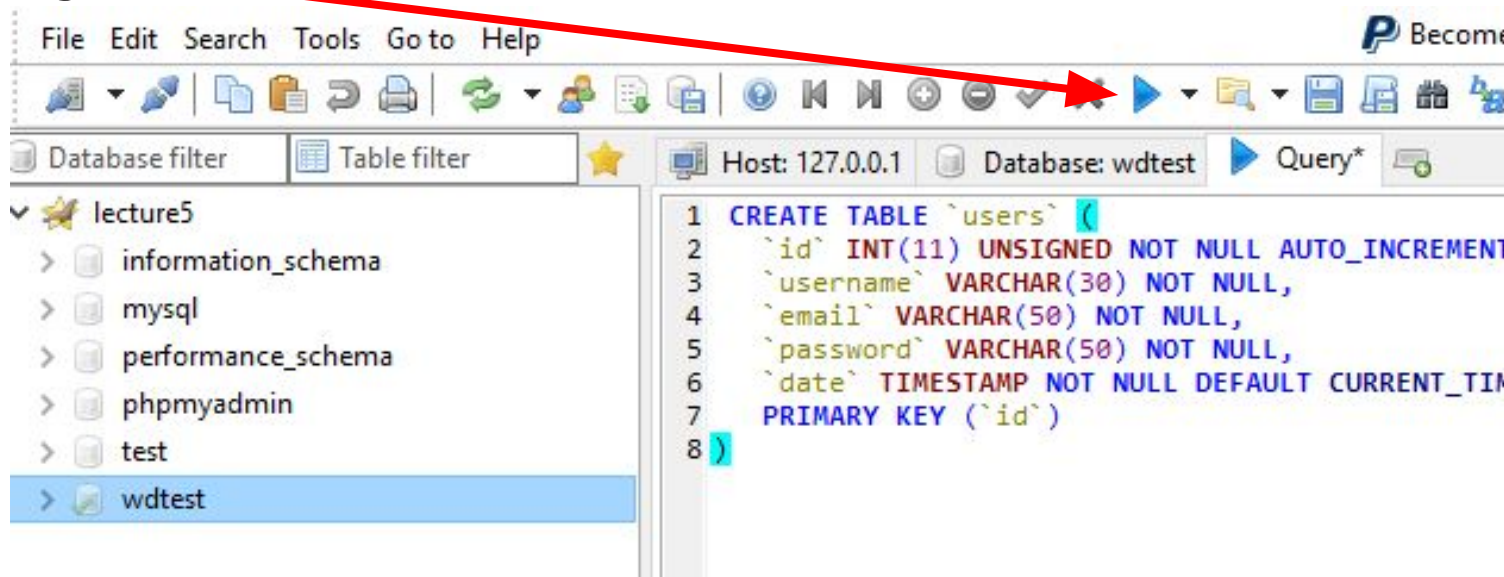 File Edit Search Tools Go to Help
Become
Database filter Table filter Host: 127.0.0.1 Database: wdtest Query*
lecture5
information_schema
mysql
performance_schema
phpmyadmin
test
wdtest
1 CREATE TABLE `users` (
2 `id` INT(11) UNSIGNED NOT NULL AUTO_INCREMENT
3 `username` VARCHAR(30) NOT NULL,
4 `email` VARCHAR(50) NOT NULL,
5 `password` VARCHAR(50) NOT NULL,
6 `date` TIMESTAMP NOT NULL DEFAULT CURRENT_TIM
7 PRIMARY KEY (`id`)
8 )